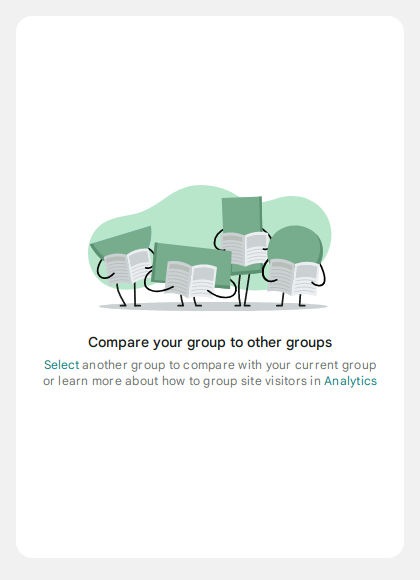 Compare your group to other groups
Select another group to compare with your current group
or learn more about how to group site visitors in Analytics